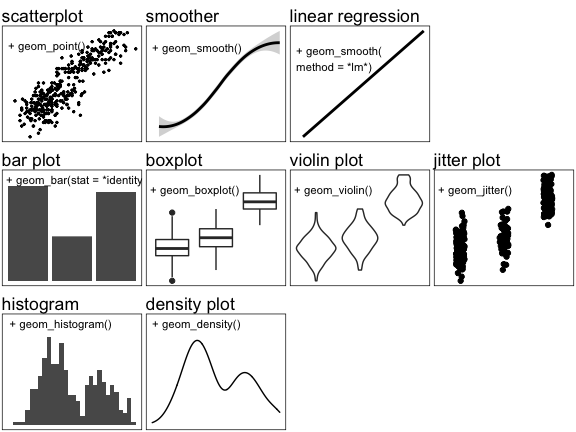 scatterplot
+ geom_point()
smoother
+ geom_smooth()
linear regression
+ geom_smooth(
method = *lm*)
bar plot
+ geom_bar(stat = *identity
boxplot
+ geom_boxplot()
violin plot
+ geom_violin()
jitter plot
+ geom_jitter()
histogram
+ geom_histogram()
density plot
+ geom_density()